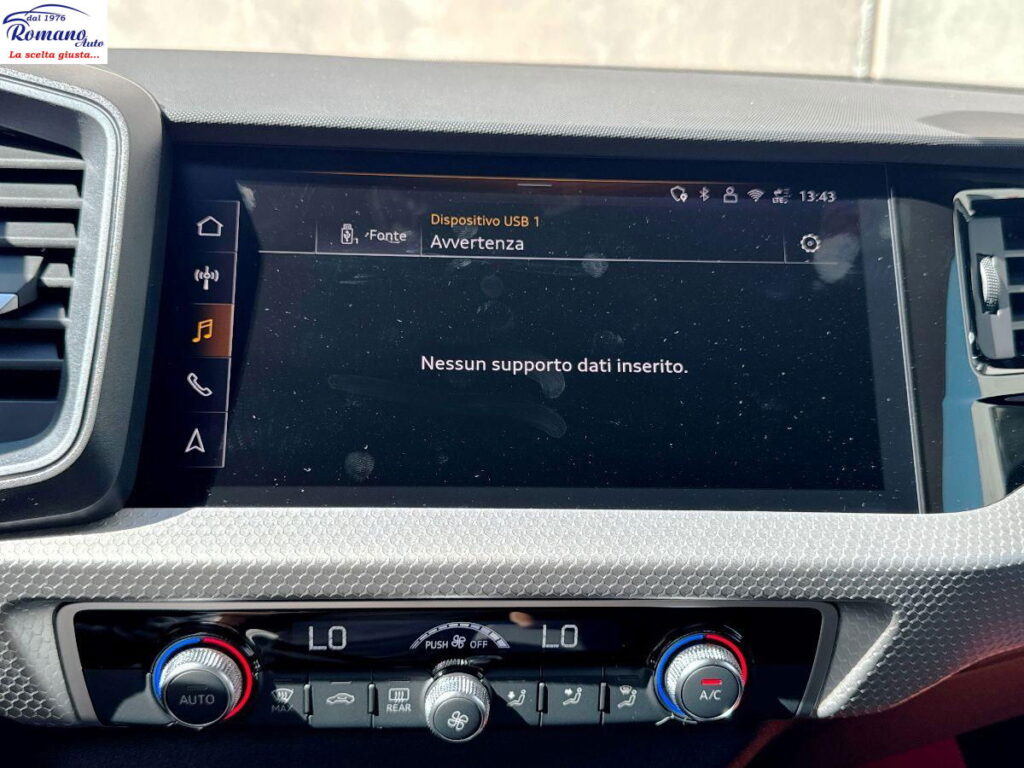 dal 1976
Romano Auto
La scelta giusta...
13:43
Dispositivo USB 1
Fonte
Avvertenza
Nessun supporto dati inserito.
LO
LO
PUSH OFF
AUTO
MAX
REAR
A/C